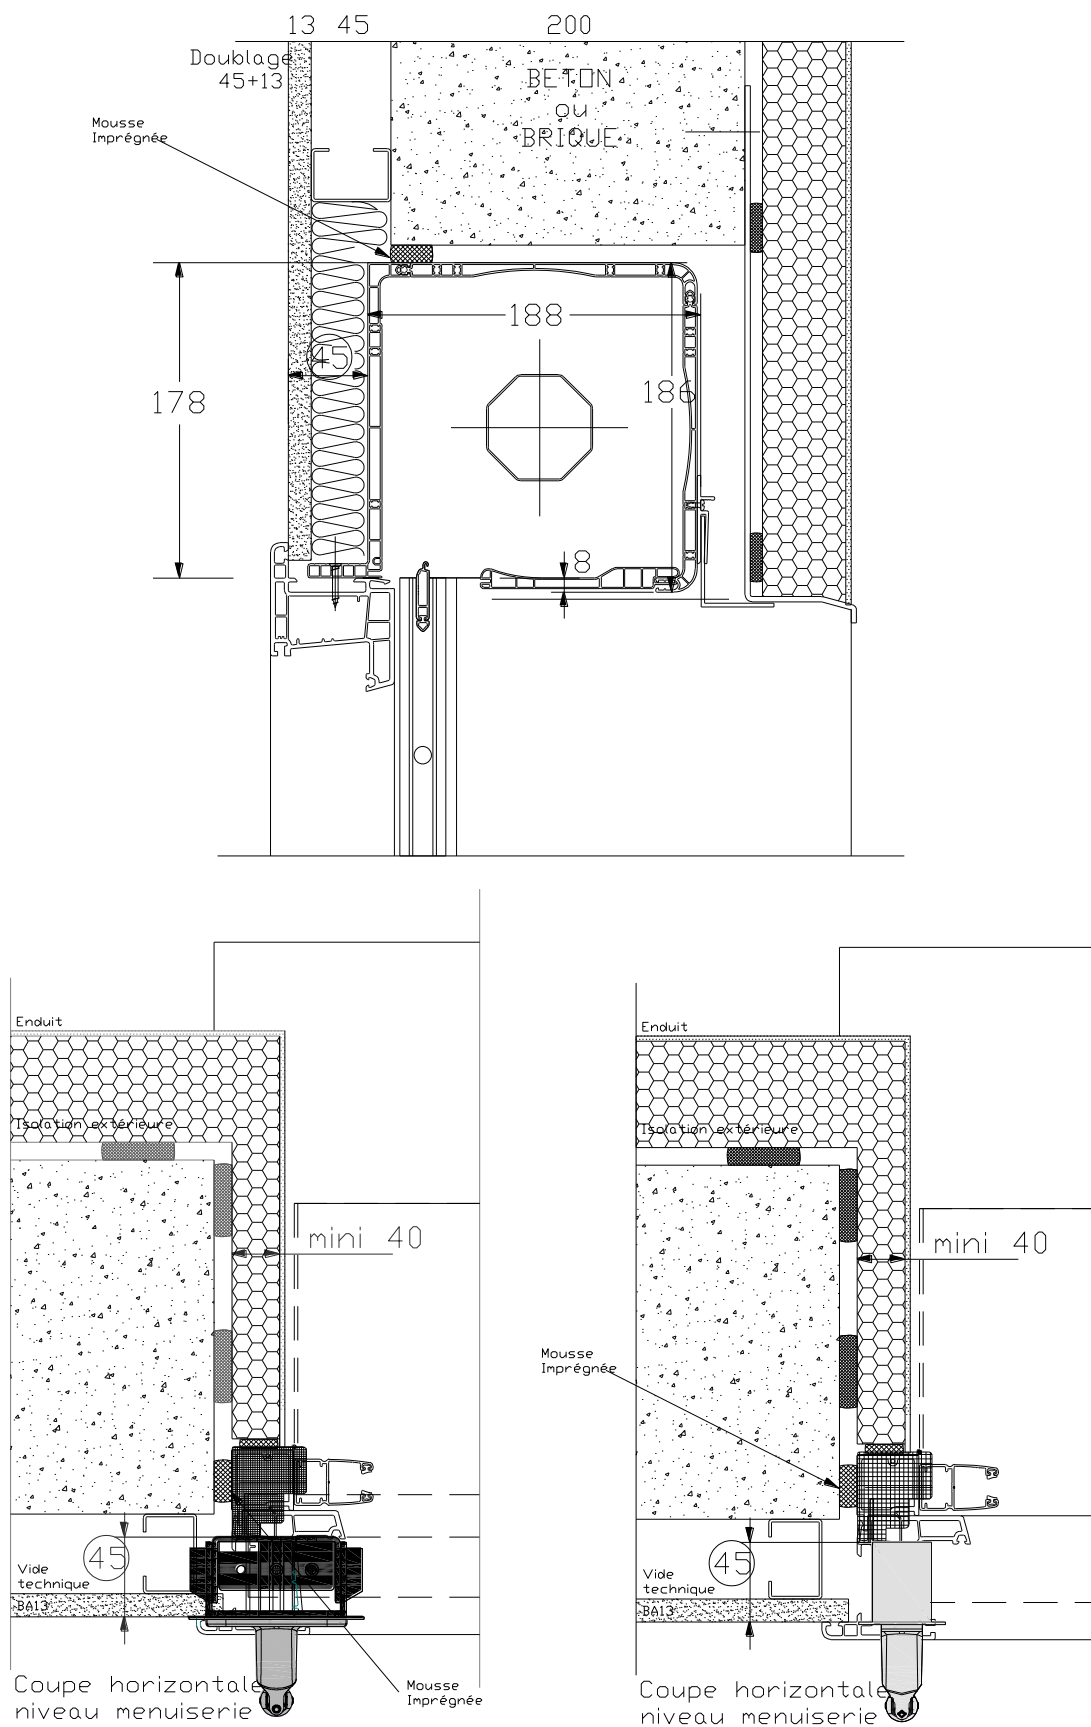 13 45 200
Doublage
45+13
BETON
ou
BRIQUE
Mousse
Imprégnée
188
45
186
178
8
Enduit
Isolation extérieure
mini 40
45
Vide
technique
BA13
Coupe horizontale
niveau menuiserie
Mousse
Imprégnée
Enduit
Isolation extérieure
mini 40
Mousse
Imprégnée
45
Vide
technique
BA13
Coupe horizontale
niveau menuiserie